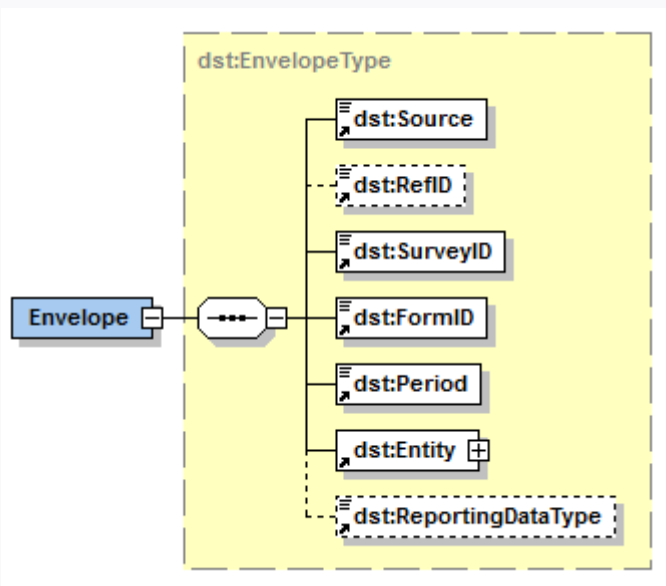 dst:EnvelopeType
dst:Source
dst:RefID
dst:SurveyID
Envelope
dst:FormID
dst:Period
dst:Entity
dst:ReportingDataType